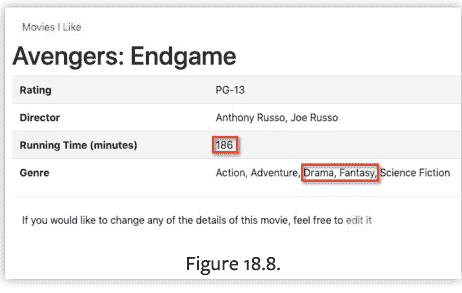 Movies I Like
Avengers: Endgame
Rating PG-13
Director Anthony Russo, Joe Russo
Running Time (minutes) 186
Genre Action, Adventure, Drama, Fantasy, Science Fiction
If you would like to change any of the details of this movie, feel free to edit it
Figure 18.8.